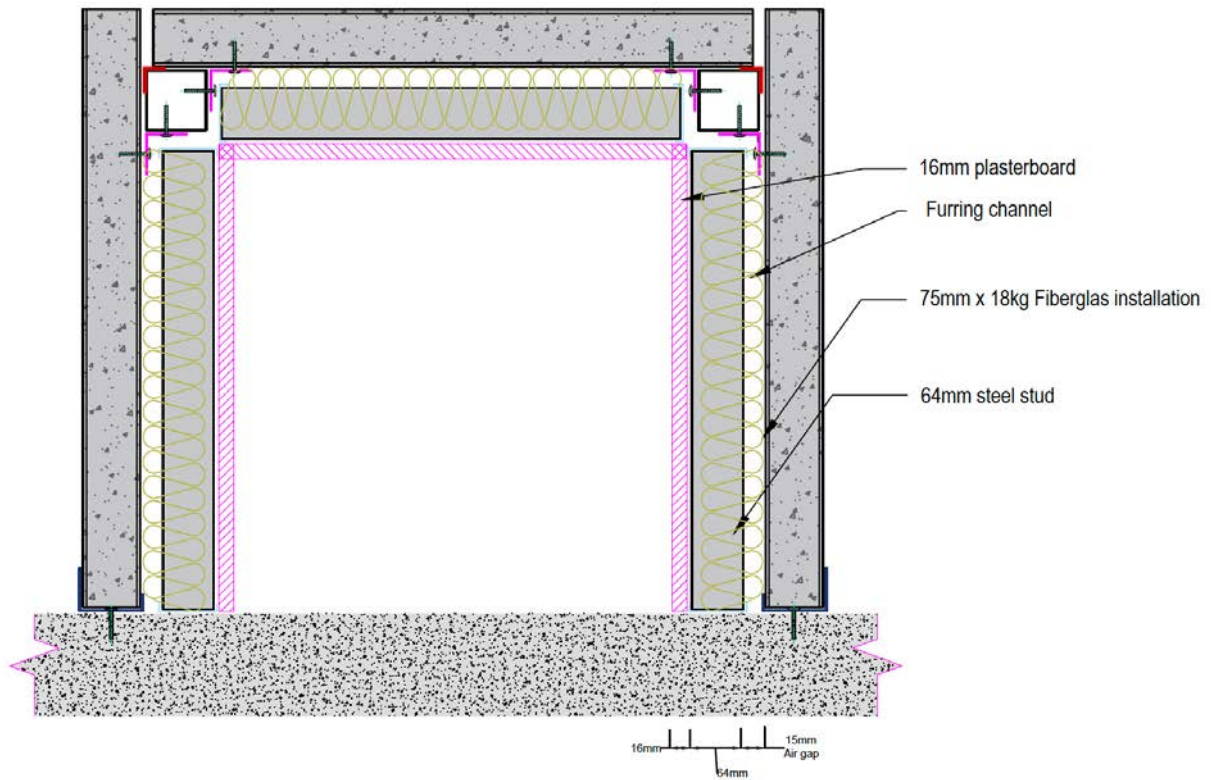 16mm plasterboard
Furring channel
75mm x 18kg Fiberglas installation
64mm steel stud
16mm
15mm
Air gap
64mm